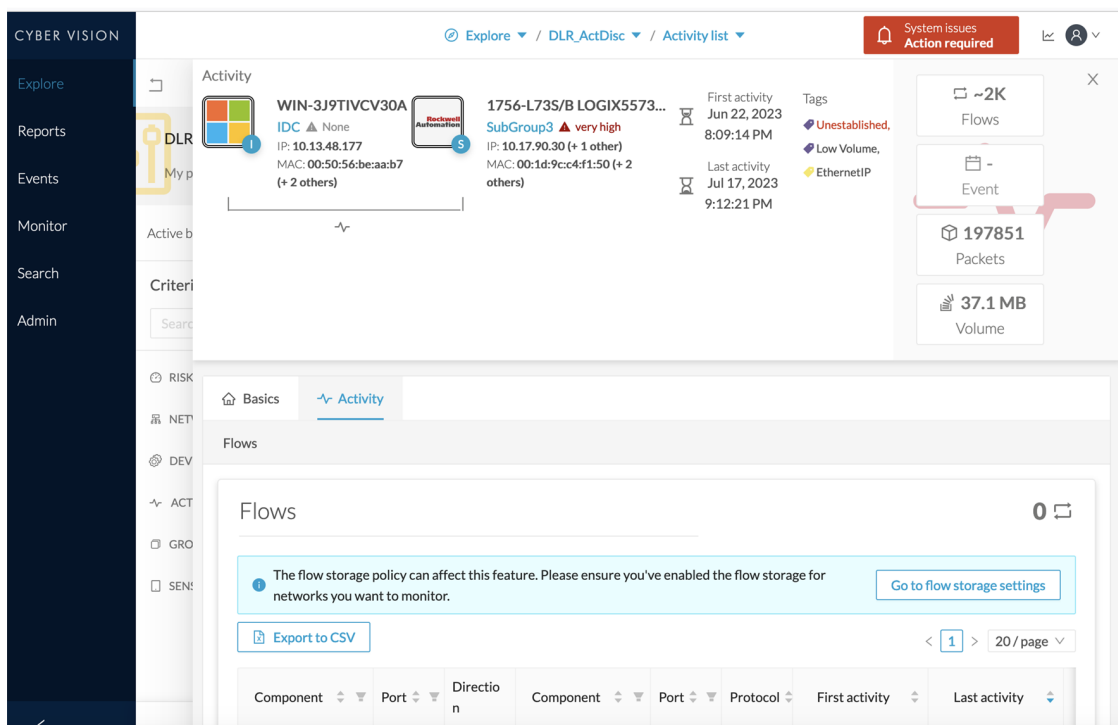 CYBER VISION
Explore / DLR_ActDisc / Activity list
System issues
Action required
Explore
Reports
Events
Monitor
Search
Admin
DLR
My p
Active b
Criteri
Searc
RISK
NETW
DEV
ACT
GRO
SENS
Activity
WIN-3J9TIVCV30A
IDC None
IP: 10.13.48.177
MAC: 00:50:56:be:aa:b7
(+ 2 others)
I
Rockwell
Automation
S
1756-L73S/B LOGIX5573...
SubGroup3 very high
IP: 10.17.90.30 (+ 1 other)
MAC: 00:1d:9c:c4:f1:50 (+ 2
others)
First activity
Jun 22, 2023
8:09:14 PM
Last activity
Jul 17, 2023
9:12:21 PM
Tags
Unestablished,
Low Volume,
EthernetIP
~2K
Flows
-
Event
197851
Packets
37.1 MB
Volume
Basics
Activity
Flows
Flows
0
The flow storage policy can affect this feature. Please ensure you've enabled the flow storage for
networks you want to monitor.
Go to flow storage settings
Export to CSV
< 1 > 20 / page
Component Port Directio
n Component Port Protocol First activity Last activity